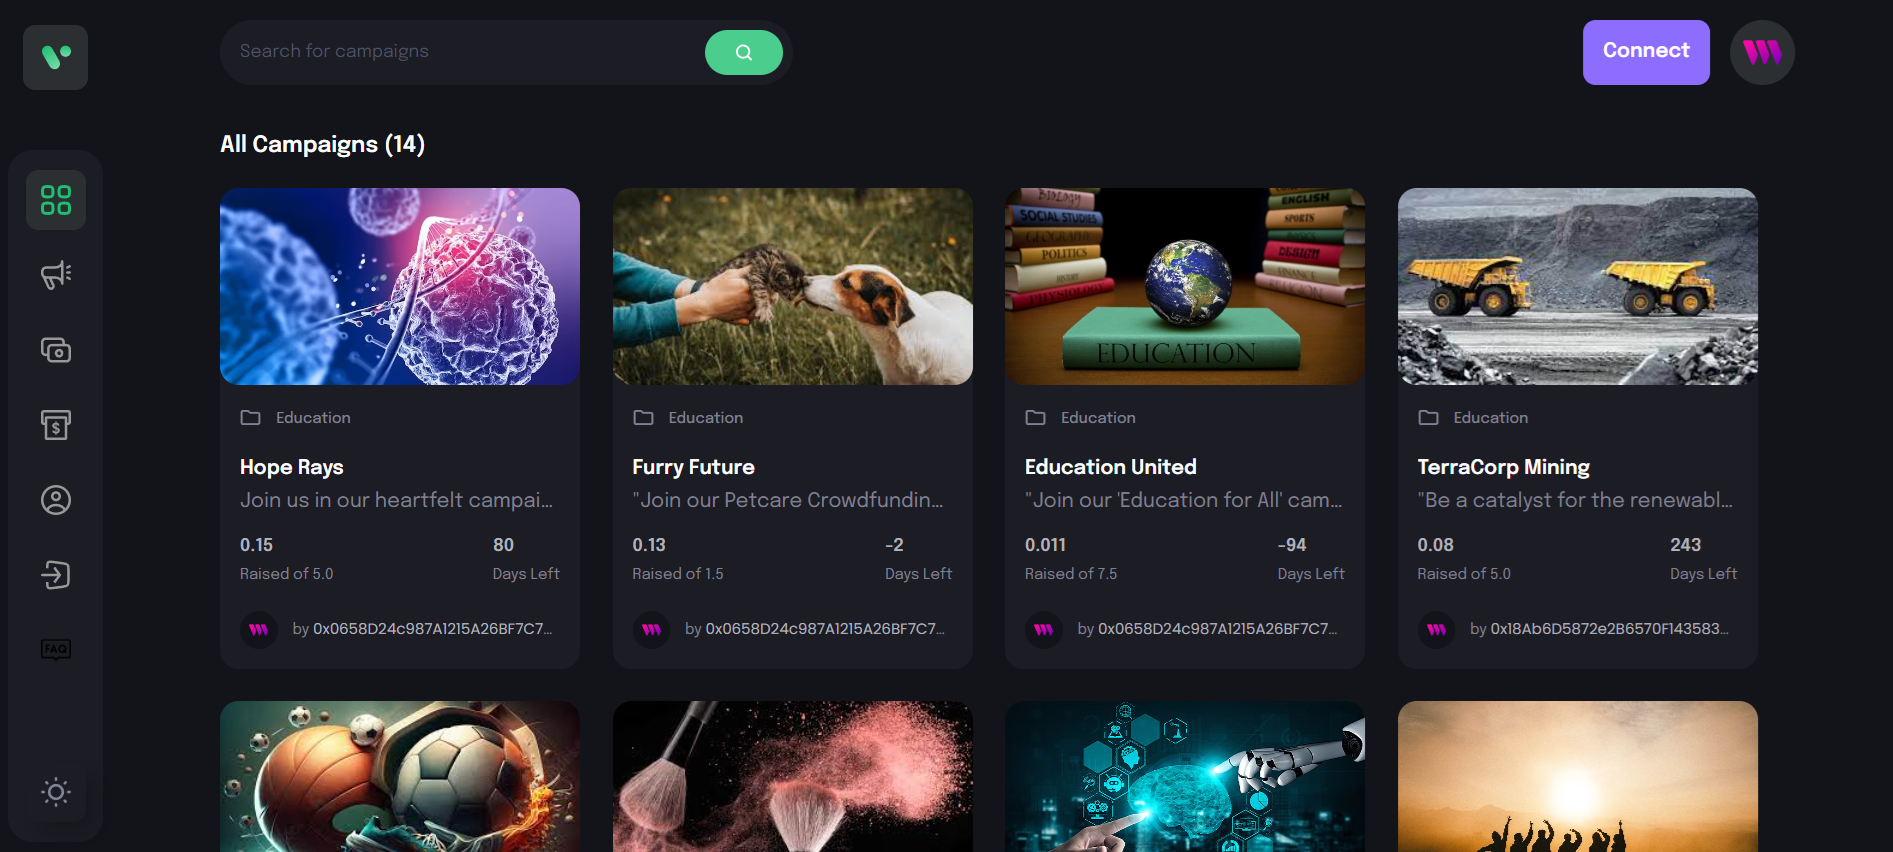 Search for campaigns
Connect
All Campaigns (14)
BIOLOGY
SOCIAL STUDIES
GEOGRAPHY
POLITICS
HISTORY
PHYSIOLOGY
ENGLISH
SPORTS
MUSIC
DESIGN
FINANCE
RELIGION
EDUCATION
Education
Hope Rays
Join us in our heartfelt campai...
0.15
80
Raised of 5.0
Days Left
by 0x0658D24c987A1215A26BF7C7...
Education
Furry Future
"Join our Petcare Crowdfundin...
0.13
-2
Raised of 1.5
Days Left
by 0x0658D24c987A1215A26BF7C7...
Education
Education United
"Join our 'Education for All' cam...
0.011
-94
Raised of 7.5
Days Left
by 0x0658D24c987A1215A26BF7C7...
Education
TerraCorp Mining
"Be a catalyst for the renewabl...
0.08
243
Raised of 5.0
Days Left
by 0x18Ab6D5872e2B6570F143583...
FAQ